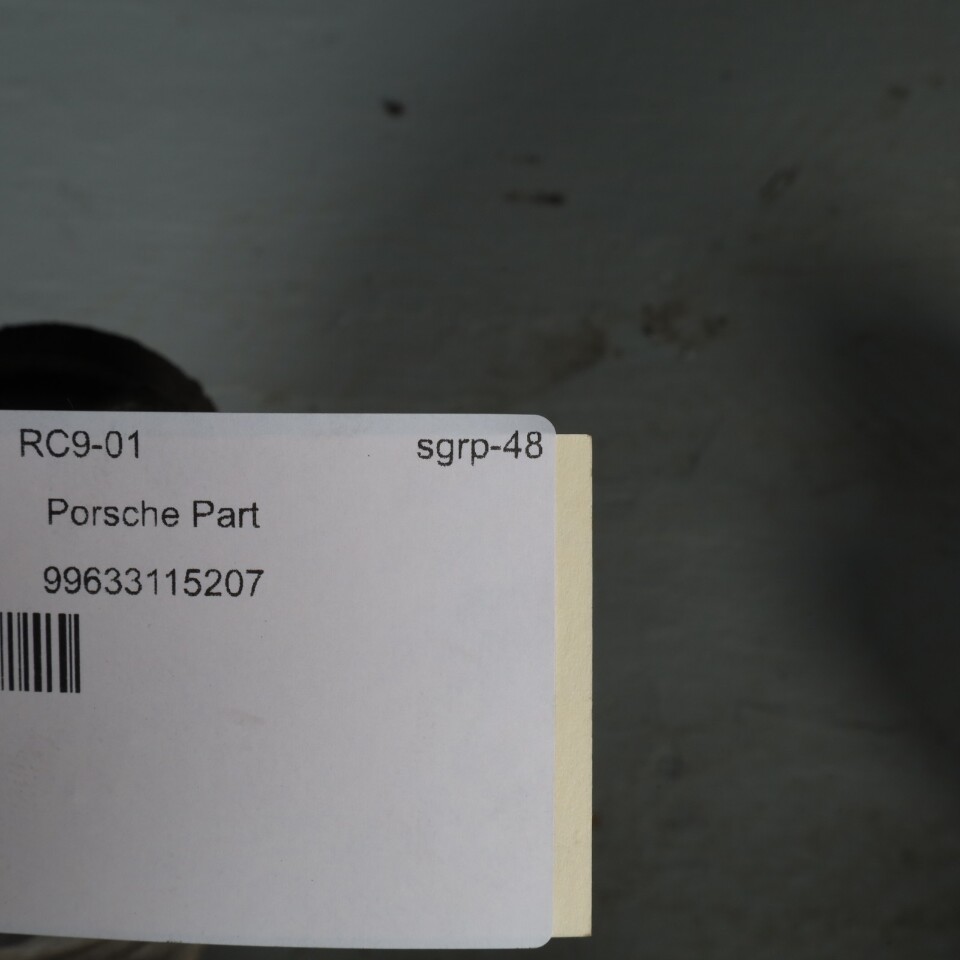 RC9-01 sgrp-48
Porsche Part
99633115207